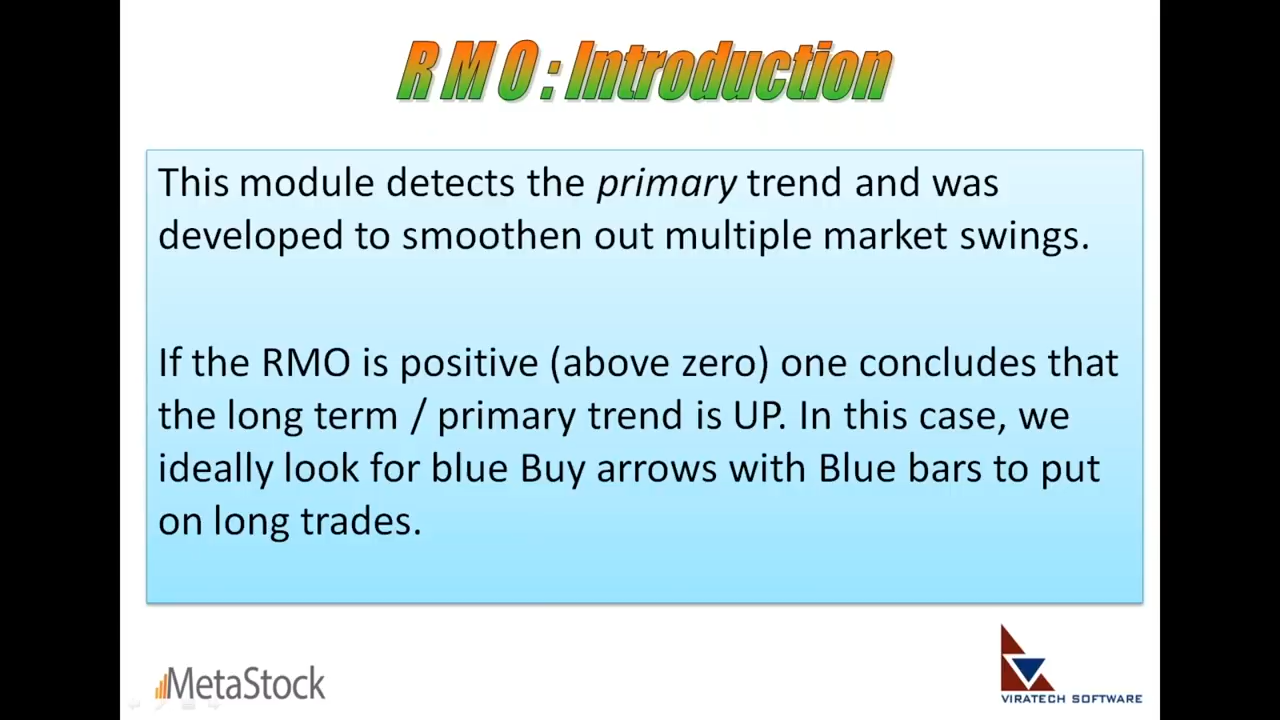 R M O : Introduction
This module detects the primary trend and was
developed to smoothen out multiple market swings.
If the RMO is positive (above zero) one concludes that
the long term / primary trend is UP. In this case, we
ideally look for blue Buy arrows with Blue bars to put
on long trades.
MetaStock
VIRATECH SOFTWARE